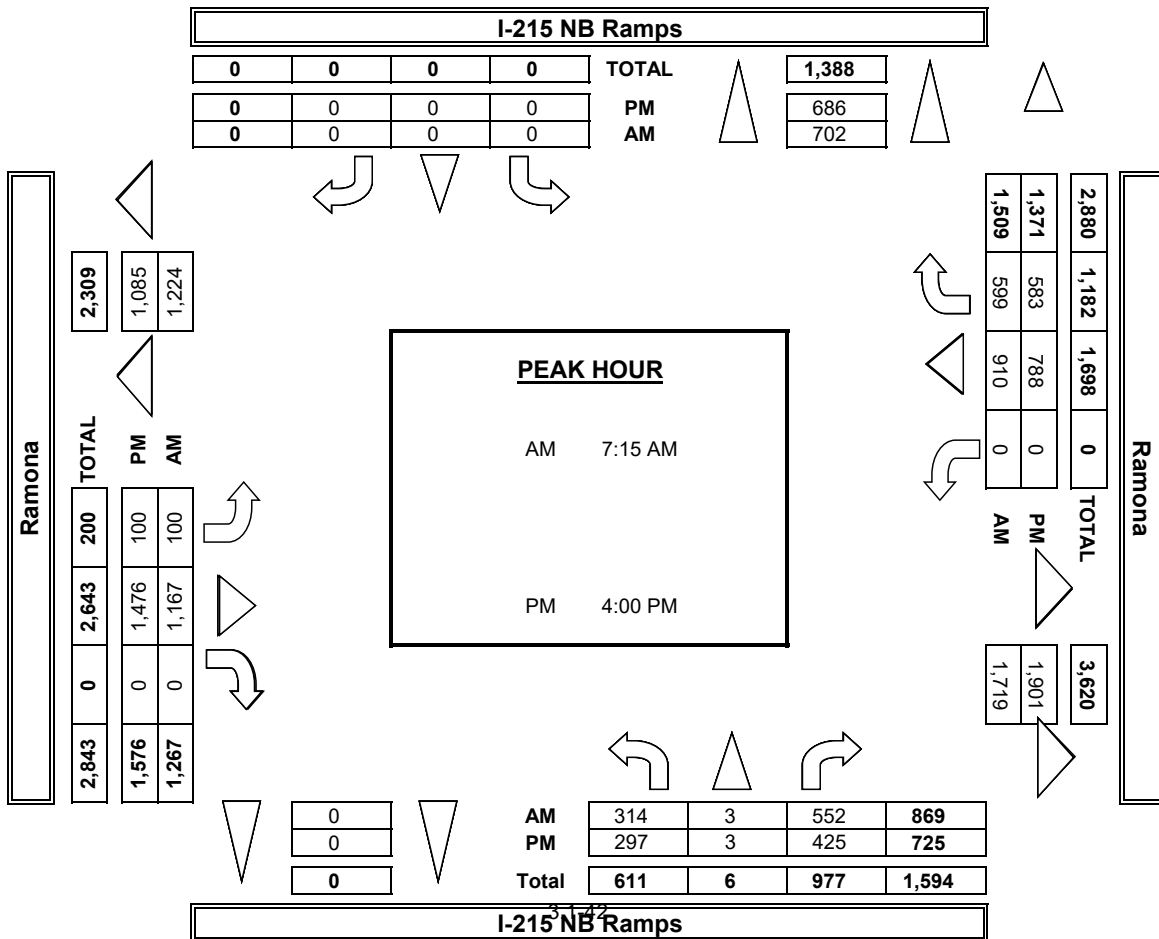 I-215 NB Ramps
0 0 0 0 TOTAL 1,388
0 0 0 0 PM 686
0 0 0 0 AM 702
Ramona
2,309
1,085
1,224
TOTAL
PM
AM
200 2,643 0 2,843
100 1,476 0 1,576
100 1,167 0 1,267
PEAK HOUR
AM 7:15 AM
PM 4:00 PM
2,880 1,182 1,698 0 TOTAL
1,371 583 788 0 PM
1,509 599 910 0 AM
3,620
1,901
1,719
Ramona
0 AM 314 3 552 869
0 PM 297 3 425 725
0 Total 611 6 977 1,594
3.1-42
I-215 NB Ramps